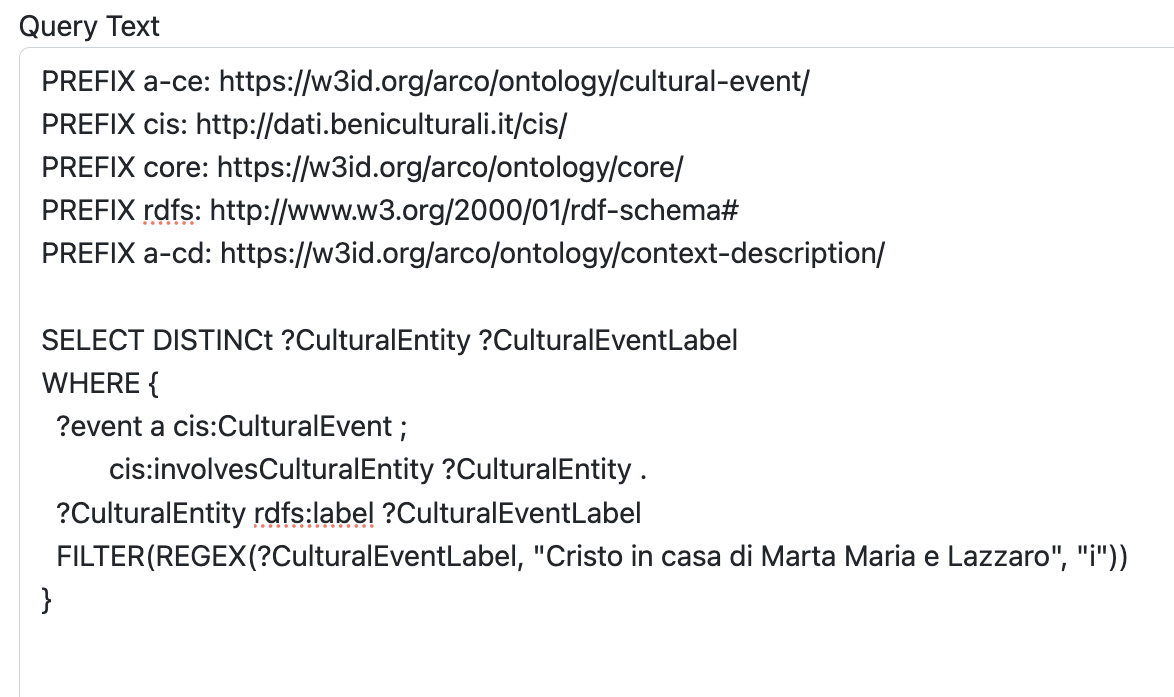 Query Text
PREFIX a-ce: https://w3id.org/arco/ontology/cultural-event/
PREFIX cis: http://dati.beniculturali.it/cis/
PREFIX core: https://w3id.org/arco/ontology/core/
PREFIX rdfs: http://www.w3.org/2000/01/rdf-schema#
PREFIX a-cd: https://w3id.org/arco/ontology/context-description/
SELECT DISTINCt ?CulturalEntity ?CulturalEventLabel
WHERE {
?event a cis:CulturalEvent ;
cis:involvesCulturalEntity ?CulturalEntity .
?CulturalEntity rdfs:label ?CulturalEventLabel
FILTER(REGEX(?CulturalEventLabel, "Cristo in casa di Marta Maria e Lazzaro", "i"))
}